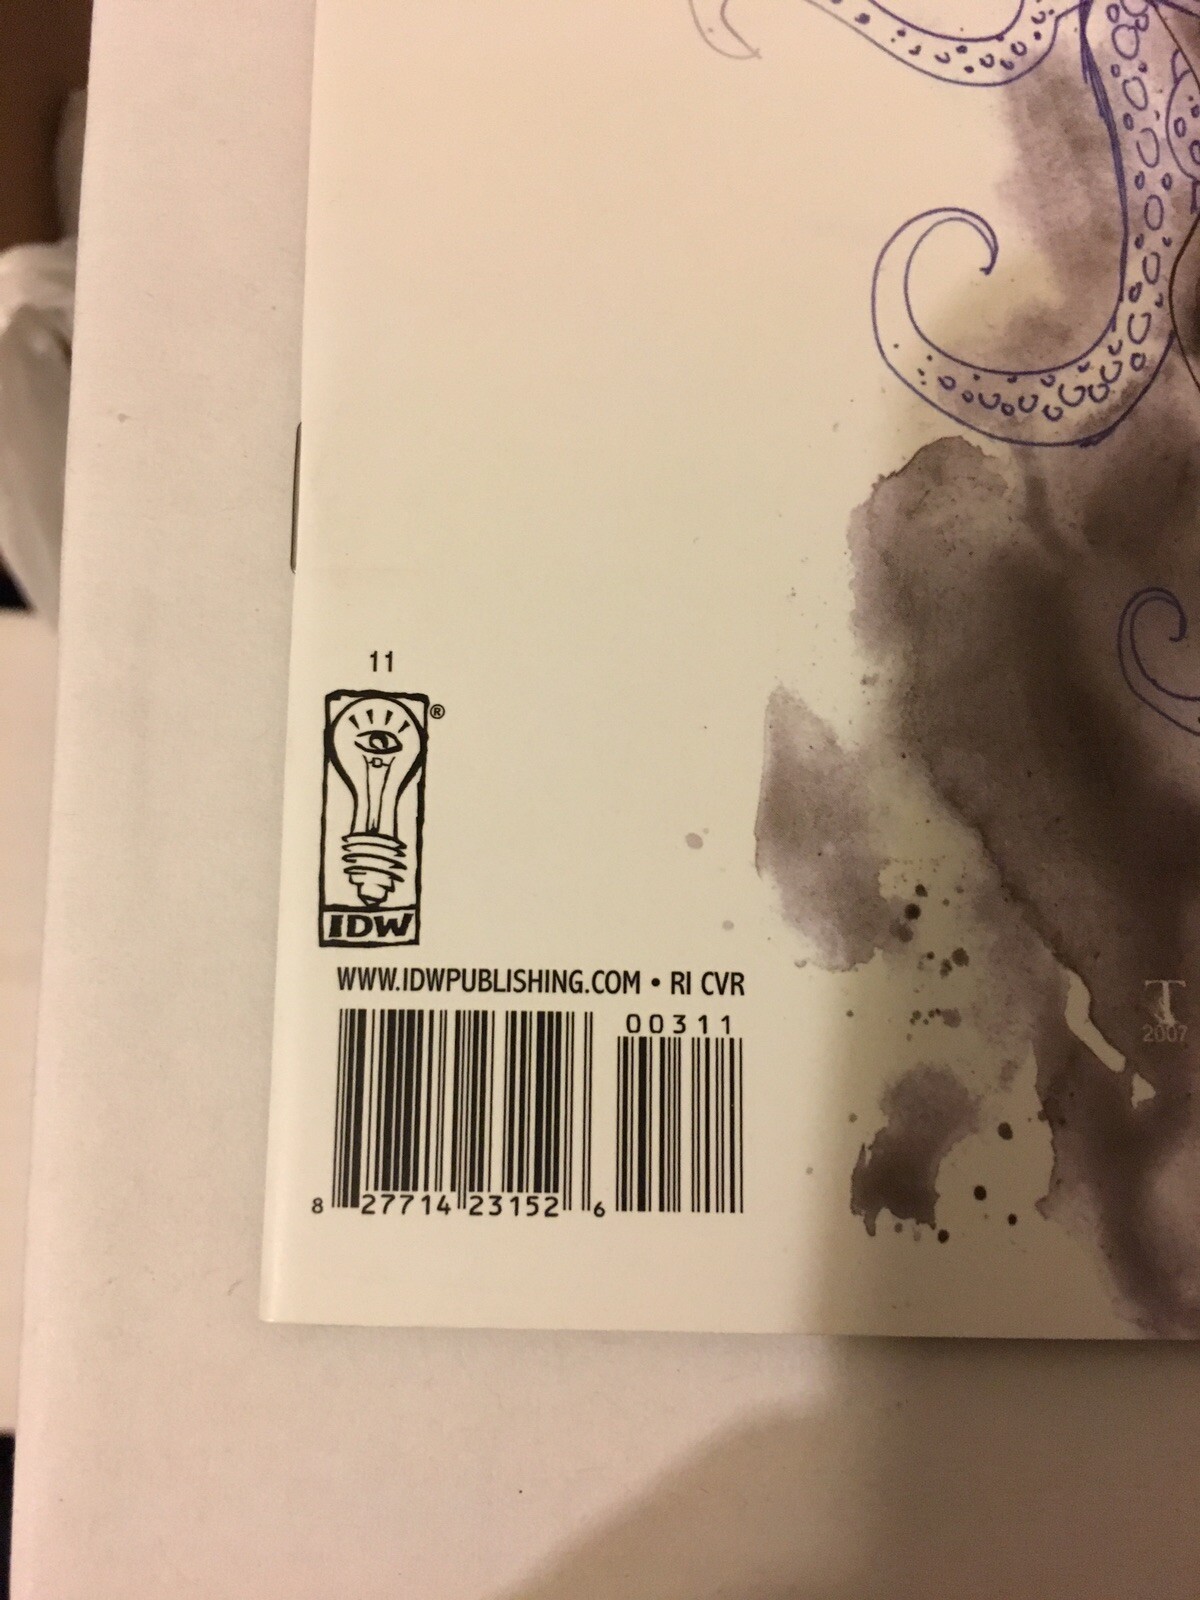 11
®
IDW
WWW.IDWPUBLISHING.COM • RI CVR
00311
8 27714 23152 6
T
2007